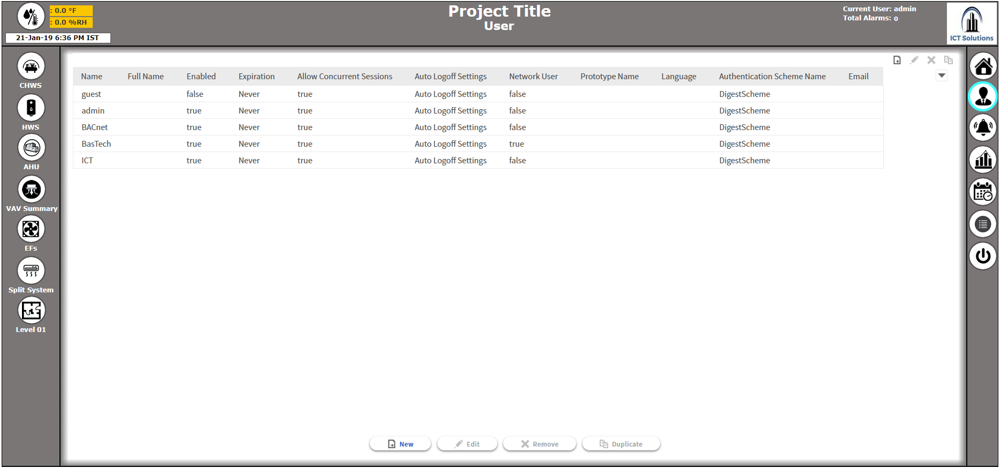 : 0.0 °F
: 0.0 %RH
21-Jan-19 6:36 PM IST
Project Title
User
Current User: admin
Total Alarms: 0
ICT Solutions
CHWS
HWS
AHU
VAV Summary
EFs
Split System
Level 01
Name Full Name Enabled Expiration Allow Concurrent Sessions Auto Logoff Settings Network User Prototype Name Language Authentication Scheme Name Email
guest false Never true Auto Logoff Settings false DigestScheme
admin true Never true Auto Logoff Settings false DigestScheme
BACnet true Never true Auto Logoff Settings false DigestScheme
BasTech true Never true Auto Logoff Settings true DigestScheme
ICT true Never true Auto Logoff Settings false DigestScheme
New Edit Remove Duplicate